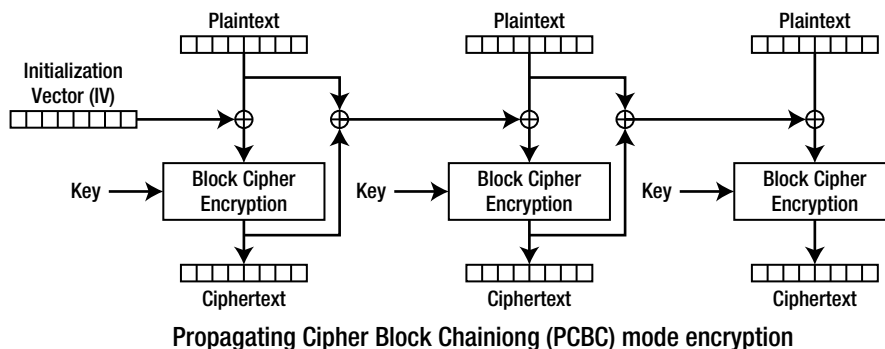 Plaintext
Plaintext
Plaintext
Initialization
Vector (IV)
Key
Block Cipher
Encryption
Key
Block Cipher
Encryption
Key
Block Cipher
Encryption
Ciphertext
Ciphertext
Ciphertext
Propagating Cipher Block Chainiong (PCBC) mode encryption